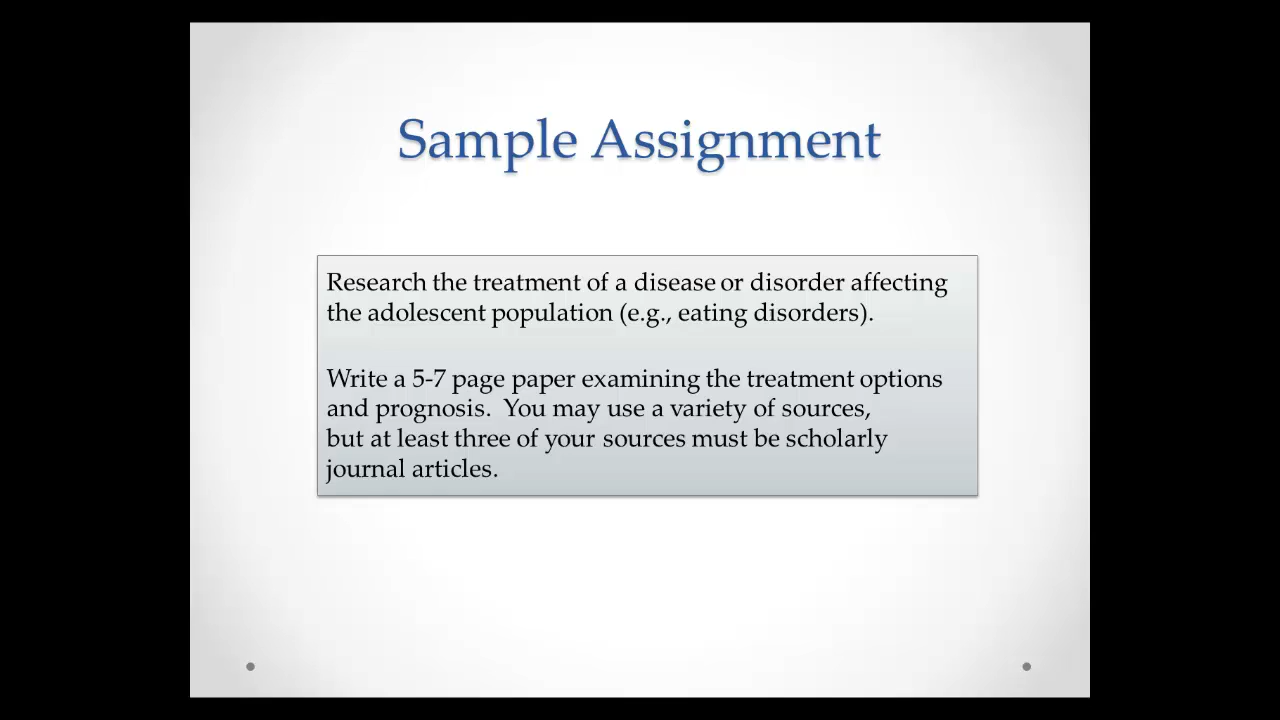 Sample Assignment
Research the treatment of a disease or disorder affecting
the adolescent population (e.g., eating disorders).
Write a 5-7 page paper examining the treatment options
and prognosis.  You may use a variety of sources,
but at least three of your sources must be scholarly
journal articles.